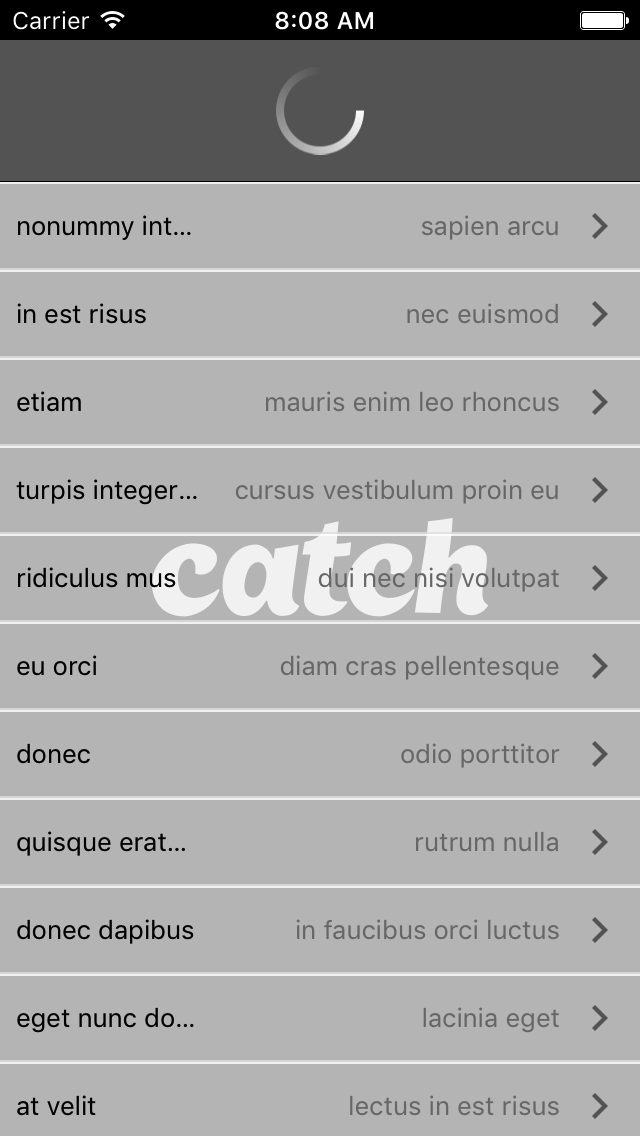 Carrier 8:08 AM
nonummy int... sapien arcu
in est risus nec euismod
etiam mauris enim leo rhoncus
turpis integer... cursus vestibulum proin eu
catch
ridiculus mus dui nec nisi volutpat
eu orci diam cras pellentesque
donec odio porttitor
quisque erat... rutrum nulla
donec dapibus in faucibus orci luctus
eget nunc do... lacinia eget
at velit lectus in est risus